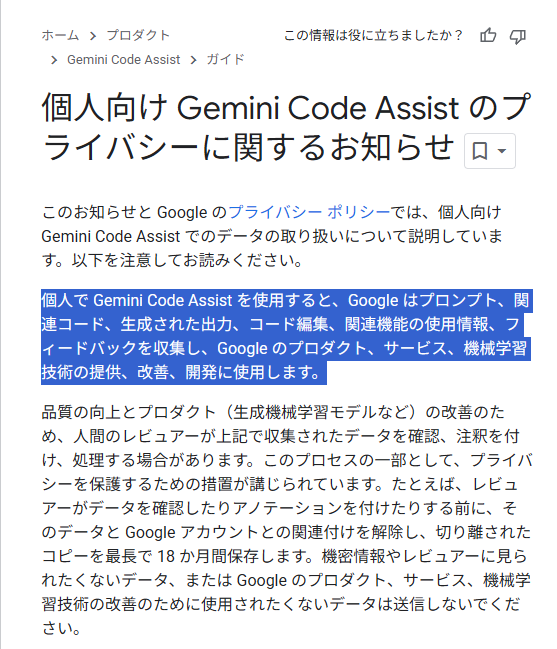 ホーム > プロダクト
この情報は役に立ちましたか？
> Gemini Code Assist > ガイド
個人向け Gemini Code Assist のプ
ライバシーに関するお知らせ
このお知らせと Google のプライバシー ポリシーでは、個人向け
Gemini Code Assist でのデータの取り扱いについて説明していま
す。以下を注意してお読みください。
個人で Gemini Code Assist を使用すると、Google はプロンプト、関
連コード、生成された出力、コード編集、関連機能の使用情報、フ
ィードバックを収集し、Google のプロダクト、サービス、機械学習
技術の提供、改善、開発に使用します。
品質の向上とプロダクト（生成機械学習モデルなど）の改善のた
め、人間のレビュアーが上記で収集されたデータを確認、注釈を付
け、処理する場合があります。このプロセスの一部として、プライバ
シーを保護するための措置が講じられています。たとえば、レビュ
アーがデータを確認したりアノテーションを付けたりする前に、そ
のデータと Google アカウントとの関連付けを解除し、切り離された
コピーを最長で 18 か月間保存します。機密情報やレビュアーに見ら
れたくないデータ、または Google のプロダクト、サービス、機械学
習技術の改善のために使用されたくないデータは送信しないでくだ
さい。